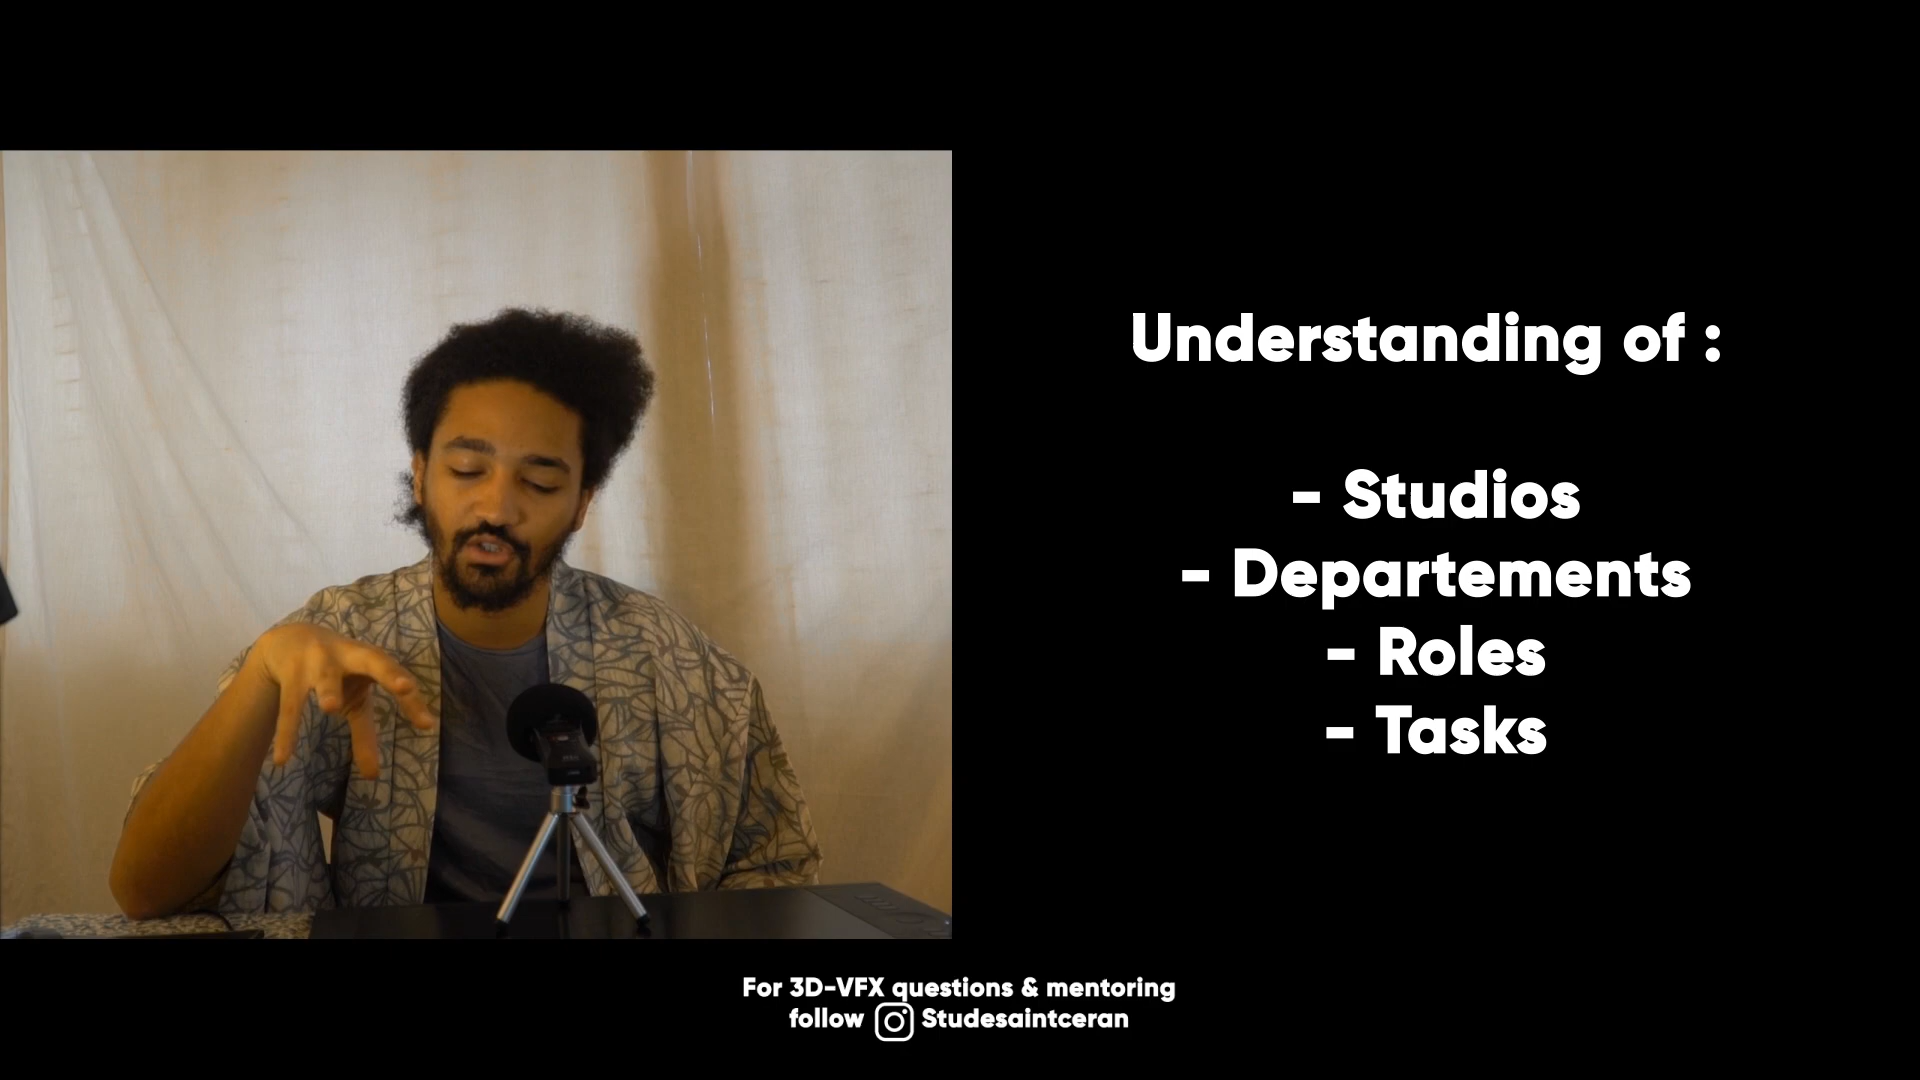 Understanding of :
- Studios
- Departements
- Roles
- Tasks
For 3D-VFX questions & mentoring
follow Studesaintceran